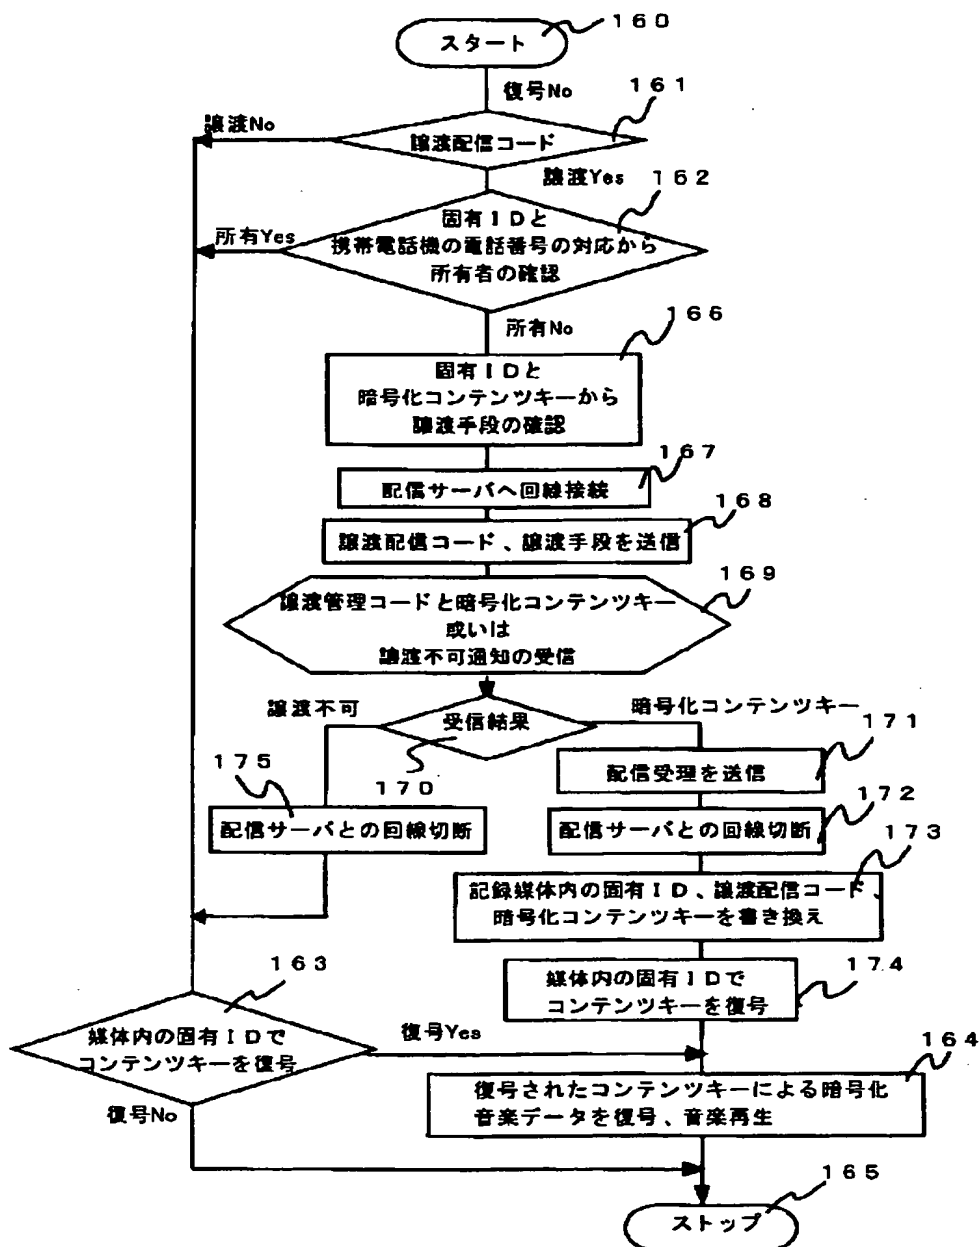 160
スタート
復号No
161
譲渡No
譲渡配信コード
譲渡Yes
162
所有Yes
固有IDと
携帯電話機の電話番号の対応から
所有者の確認
所有No
166
固有IDと
暗号化コンテンツキーから
譲渡手段の確認
167
配信サーバへ回線接続
168
譲渡配信コード、譲渡手段を送信
169
譲渡管理コードと暗号化コンテンツキー
或いは
譲渡不可通知の受信
譲渡不可
受信結果
暗号化コンテンツキー
170
171
配信受理を送信
175
配信サーバとの回線切断
172
配信サーバとの回線切断
173
記録媒体内の固有ID、譲渡配信コード、
暗号化コンテンツキーを書き換え
174
媒体内の固有IDで
コンテンツキーを復号
163
媒体内の固有IDで
コンテンツキーを復号
復号Yes
復号No
164
復号されたコンテンツキーによる暗号化
音楽データを復号、音楽再生
165
ストップ